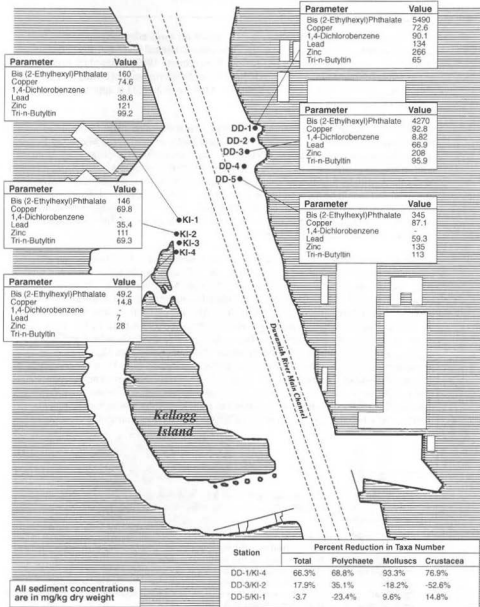 Parameter Value
Bis (2-Ethylhexyl)Phthalate 5490
Copper 72.6
1,4-Dichlorobenzene 90.1
Lead 134
Zinc 266
Tri-n-Butyltin 65
Parameter Value
Bis (2-Ethylhexyl)Phthalate 160
Copper 74.6
1,4-Dichlorobenzene -
Lead 38.6
Zinc 121
Tri-n-Butyltin 99.2
Parameter Value
Bis (2-Ethylhexyl)Phthalate 4270
Copper 92.8
1,4-Dichlorobenzene 8.82
Lead 66.9
Zinc 208
Tri-n-Butyltin 95.9
DD-1
DD-2
DD-3
DD-4
DD-5
Parameter Value
Bis (2-Ethylhexyl)Phthalate 146
Copper 69.8
1,4-Dichlorobenzene -
Lead 35.4
Zinc 111
Tri-n-Butyltin 69.3
Parameter Value
Bis (2-Ethylhexyl)Phthalate 345
Copper 87.1
1,4-Dichlorobenzene -
Lead 59.3
Zinc 135
Tri-n-Butyltin 113
KI-1
KI-2
KI-3
KI-4
Parameter Value
Bis (2-Ethylhexyl)Phthalate 49.2
Copper 14.8
1,4-Dichlorobenzene -
Lead 7
Zinc 28
Tri-n-Butyltin -
Duwamish River Main Channel
Kellogg
Island
Station Percent Reduction in Taxa Number
Total Polychaete Molluscs Crustacea
DD-1/KI-4 66.3% 68.8% 93.3% 76.9%
DD-3/KI-2 17.9% 35.1% -18.2% -52.6%
DD-5/KI-1 -3.7 -23.4% 9.6% 14.8%
All sediment concentrations
are in mg/kg dry weight